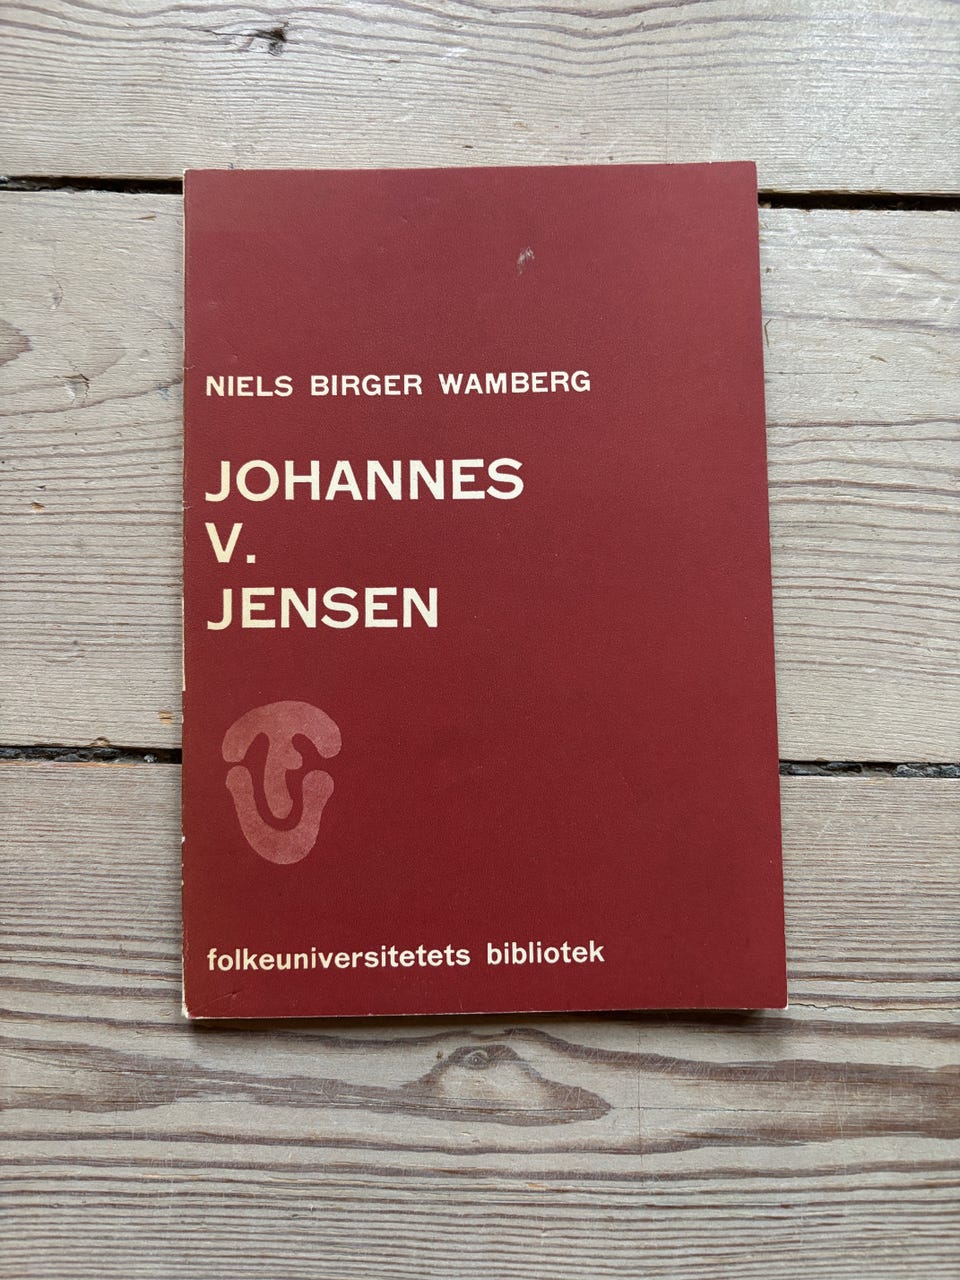 NIELS BIRGER WAMBERG
JOHANNES
V.
JENSEN
folkeuniversitetets bibliotek